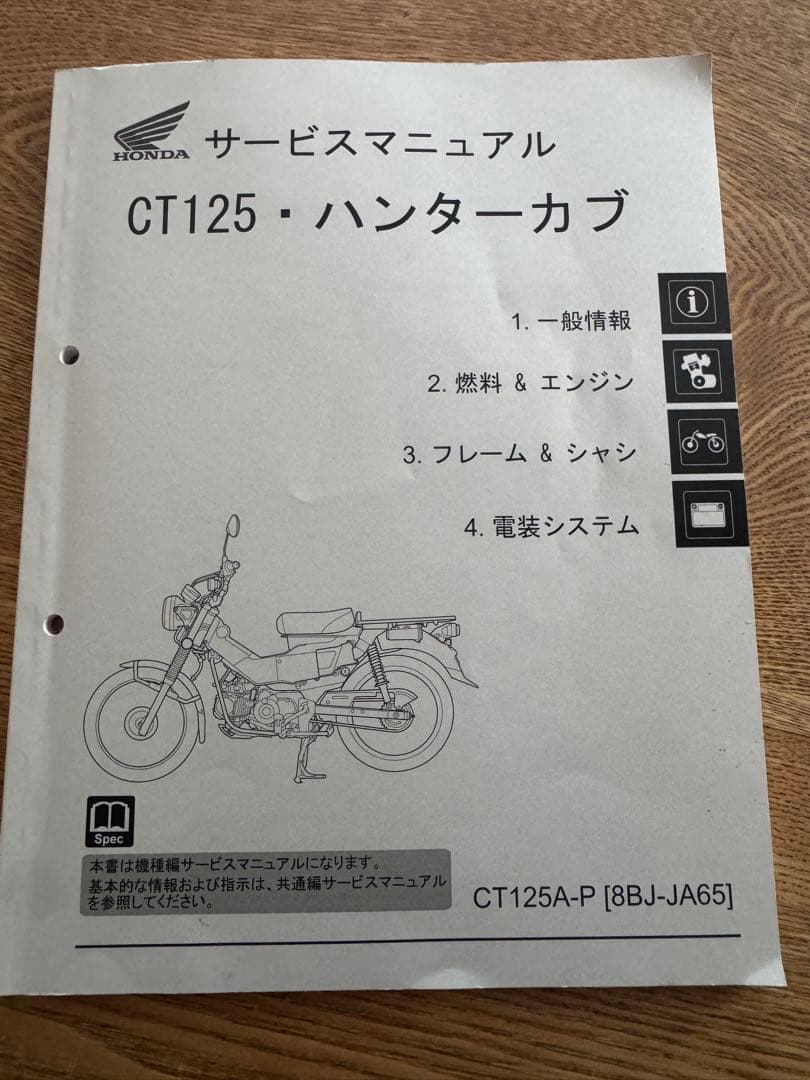 HONDA サービスマニュアル
CT125・ハンターカブ
1. 一般情報
2. 燃料 & エンジン
3. フレーム & シャシ
4. 電装システム
Spec
本書は機種編サービスマニュアルになります。
基本的な情報および指示は、共通編サービスマニュアル
を参照してください。
CT125A-P [8BJ-JA65]